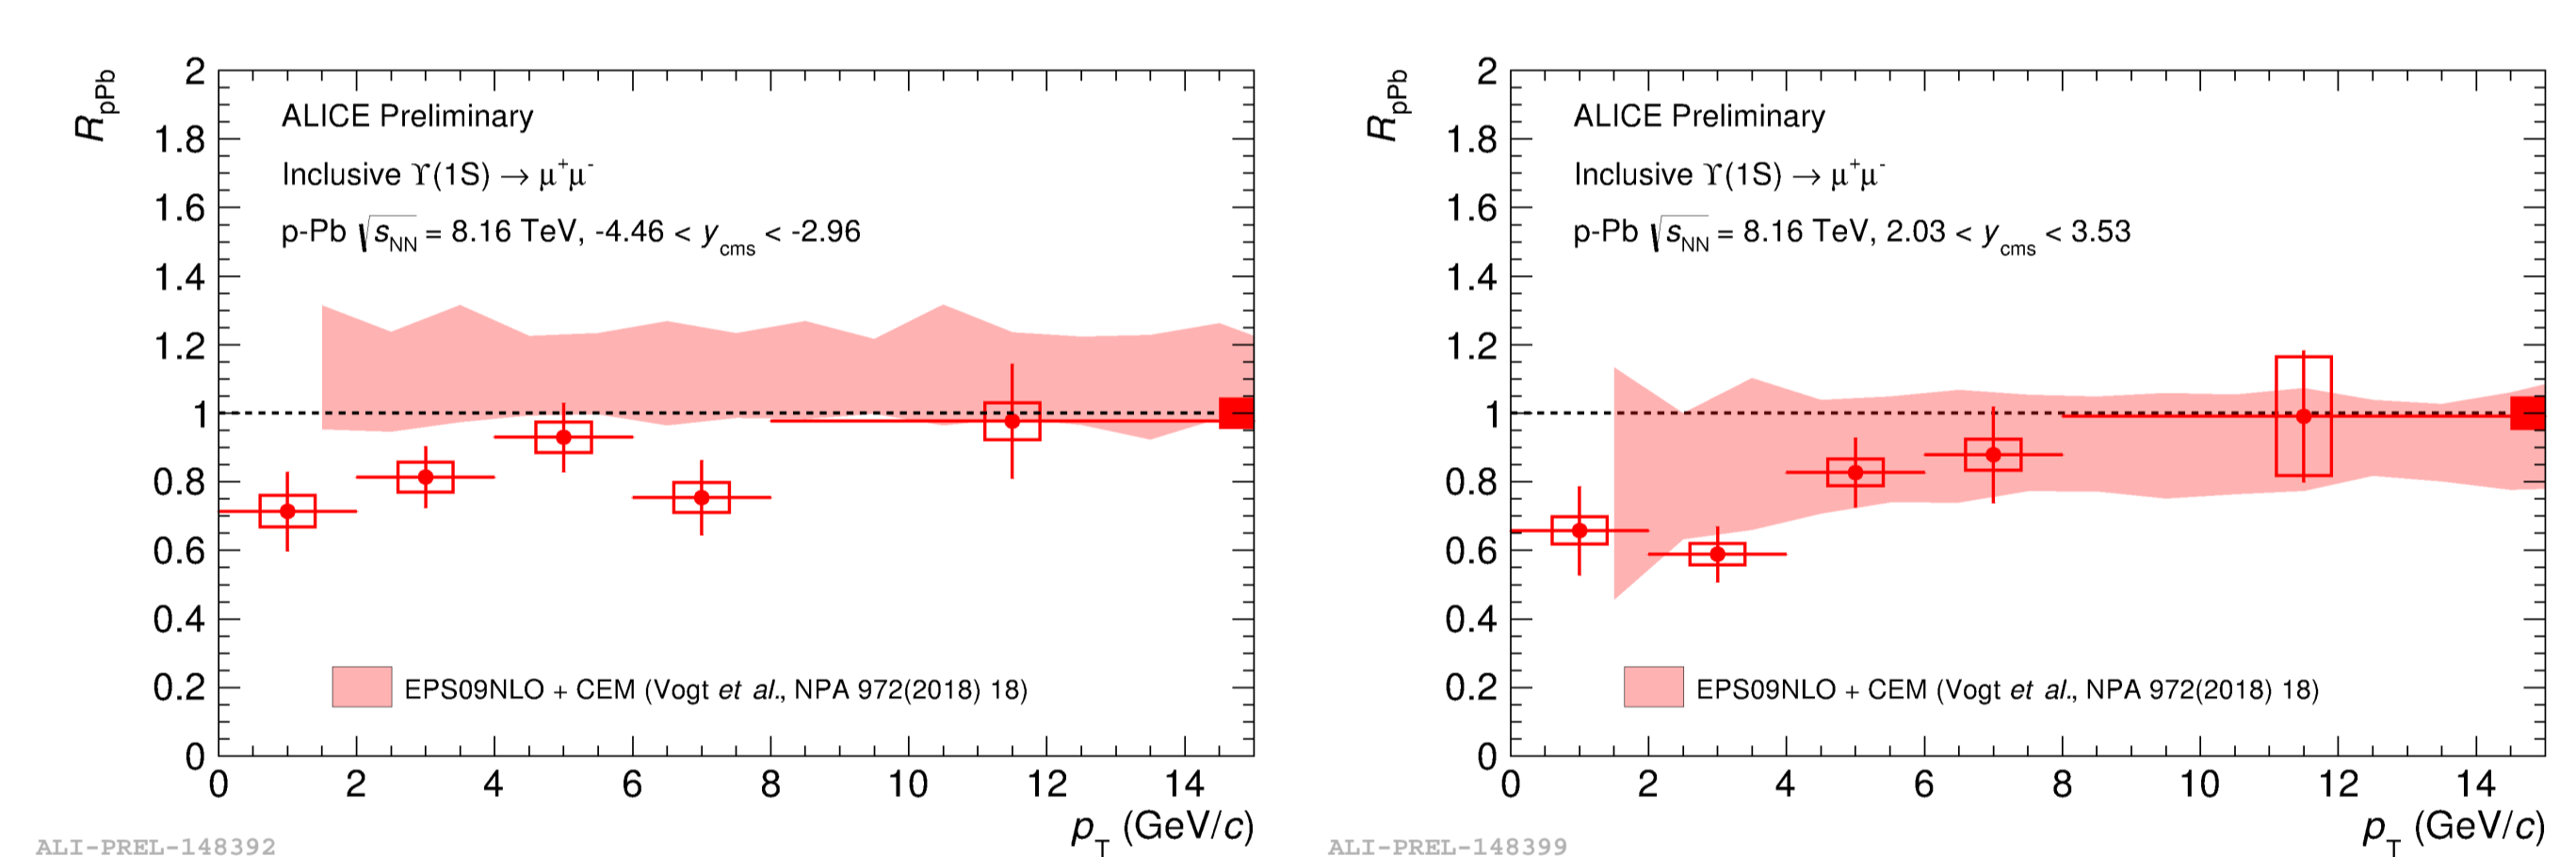 R_pPb
2
1.8
1.6
1.4
1.2
1
0.8
0.6
0.4
0.2
0
ALICE Preliminary
Inclusive ϒ(1S) → μ⁺μ⁻
p-Pb √s_NN = 8.16 TeV, -4.46 < y_cms < -2.96
EPS09NLO + CEM (Vogt et al., NPA 972(2018) 18)
0 2 4 6 8 10 12 14
p_T (GeV/c)
ALI-PREL-148392
R_pPb
2
1.8
1.6
1.4
1.2
1
0.8
0.6
0.4
0.2
0
ALICE Preliminary
Inclusive ϒ(1S) → μ⁺μ⁻
p-Pb √s_NN = 8.16 TeV, 2.03 < y_cms < 3.53
EPS09NLO + CEM (Vogt et al., NPA 972(2018) 18)
0 2 4 6 8 10 12 14
p_T (GeV/c)
ALI-PREL-148399